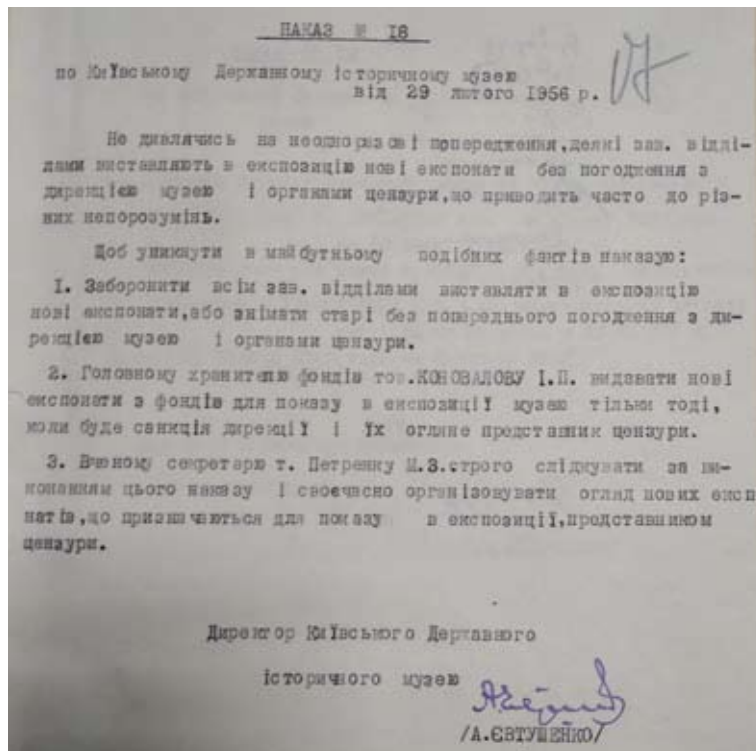 НАКАЗ № І8
по Київському Державному історичному музею
від 29 лютого І956 р.
Не дивлячись на неодноразові попередження,деякі зав. відді-
лами виставляють в експозицію нові експонати без погодження з
дирекцією музею і органами цензури,що приводить часто до різ-
них непорозумінь.
Щоб уникнути в майбутньому подібних фактів наказую:
І. Заборонити всім зав. відділами виставляти в експозицію
нові експонати,або знімати старі без попереднього погодження з ди-
рекцією музею і органами цензури.
2. Головному хранителю фондів тов.КОНОВАЛОВУ І.П. видавати нові
експонати з фондів для показу в експозиції музею тільки тоді,
коли буде санкція дирекції і їх огляне представник цензури.
3. Вченому секретарю т. Петренку М.З.строго слідкувати за ви-
конанням цього наказу і своєчасно організовувати огляд нових експ
натів,що призначаються для показу в експозиції,представником
цензури.
Директор Київського Державного
історичного музею
/А.ЄВТУШЕНКО/